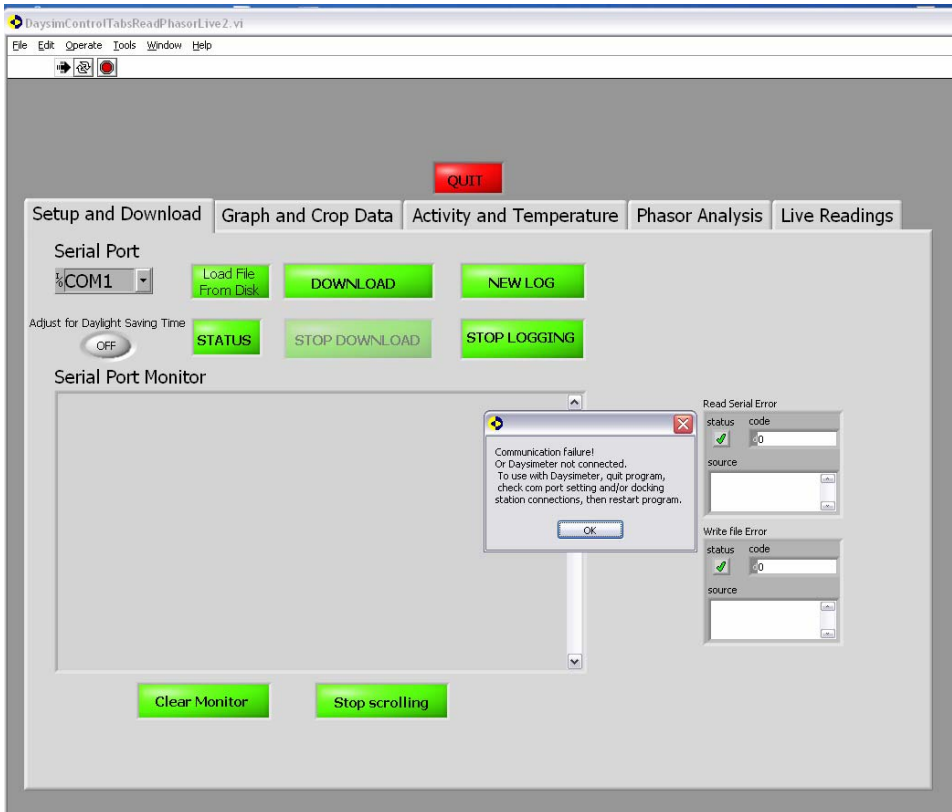 DaysimControlTabsReadPhasorLive2.vi
File Edit Operate Tools Window Help
QUIT
Setup and Download Graph and Crop Data Activity and Temperature Phasor Analysis Live Readings
Serial Port
COM1
Load File
From Disk
DOWNLOAD
NEW LOG
Adjust for Daylight Saving Time
OFF
STATUS
STOP DOWNLOAD
STOP LOGGING
Serial Port Monitor
Communication failure!
Or Daysimeter not connected.
To use with Daysimeter, quit program,
check com port setting and/or docking
station connections, then restart program.
OK
Read Serial Error
status code
d0
source
Write file Error
status code
d0
source
Clear Monitor
Stop scrolling